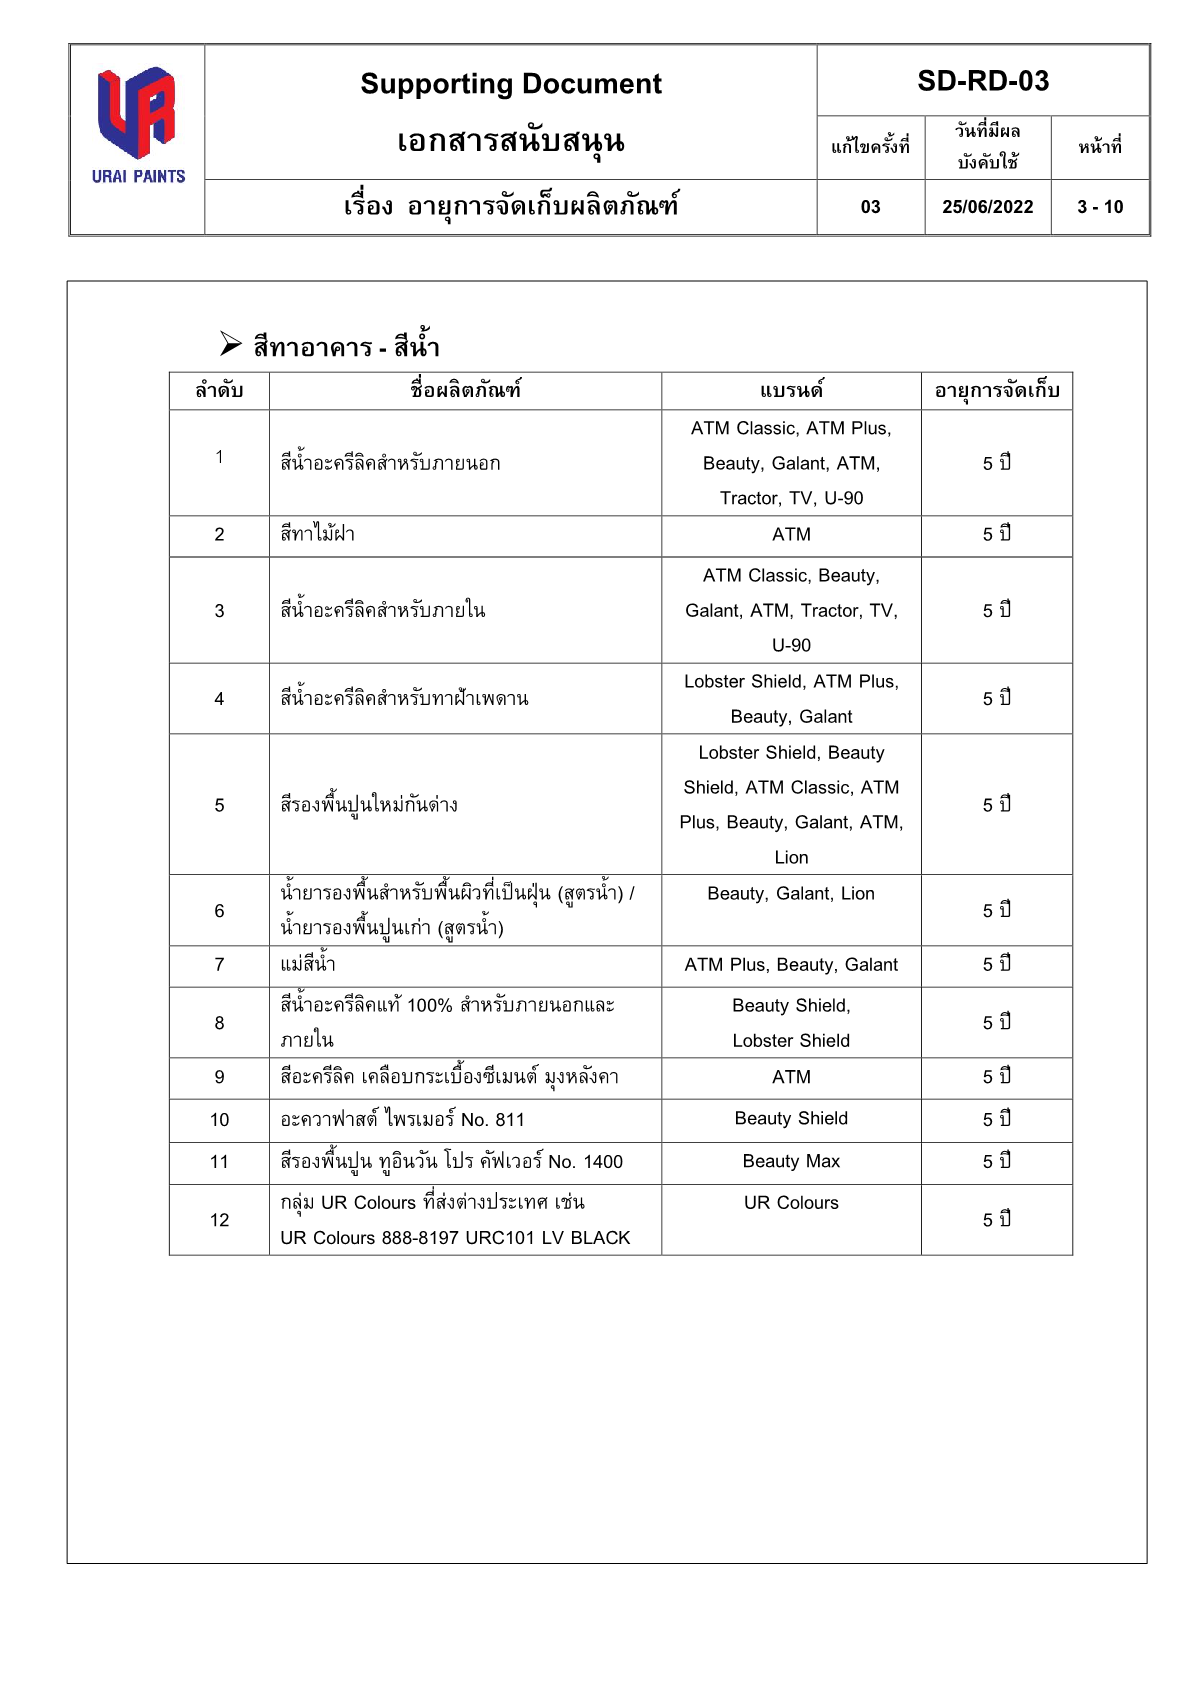 URAI PAINTS
Supporting Document
เอกสารสนับสนุน
เรื่อง อายุการจัดเก็บผลิตภัณฑ์
SD-RD-03
แก้ไขครั้งที่
วันที่มีผล
บังคับใช้
หน้าที่
03
25/06/2022
3 - 10
➢ สีทาอาคาร - สีน้ำ
ลำดับ ชื่อผลิตภัณฑ์ แบรนด์ อายุการจัดเก็บ
1 สีน้ำอะครีลิคสำหรับภายนอก
ATM Classic, ATM Plus,
Beauty, Galant, ATM,
Tractor, TV, U-90
5 ปี
2 สีทาไม้ฝา ATM 5 ปี
3 สีน้ำอะครีลิคสำหรับภายใน
ATM Classic, Beauty,
Galant, ATM, Tractor, TV,
U-90
5 ปี
4 สีน้ำอะครีลิคสำหรับทาฝ้าเพดาน
Lobster Shield, ATM Plus,
Beauty, Galant
5 ปี
5 สีรองพื้นปูนใหม่กันด่าง
Lobster Shield, Beauty
Shield, ATM Classic, ATM
Plus, Beauty, Galant, ATM,
Lion
5 ปี
6
น้ำยารองพื้นสำหรับพื้นผิวที่เป็นฝุ่น (สูตรน้ำ) /
น้ำยารองพื้นปูนเก่า (สูตรน้ำ)
Beauty, Galant, Lion
5 ปี
7 แม่สีน้ำ ATM Plus, Beauty, Galant 5 ปี
8
สีน้ำอะครีลิคแท้ 100% สำหรับภายนอกและ
ภายใน
Beauty Shield,
Lobster Shield
5 ปี
9 สีอะครีลิค เคลือบกระเบื้องซีเมนต์ มุงหลังคา ATM 5 ปี
10 อะควาฟาสต์ ไพรเมอร์ No. 811 Beauty Shield 5 ปี
11 สีรองพื้นปูน ทูอินวัน โปร คัฟเวอร์ No. 1400 Beauty Max 5 ปี
12
กลุ่ม UR Colours ที่ส่งต่างประเทศ เช่น
UR Colours 888-8197 URC101 LV BLACK
UR Colours
5 ปี